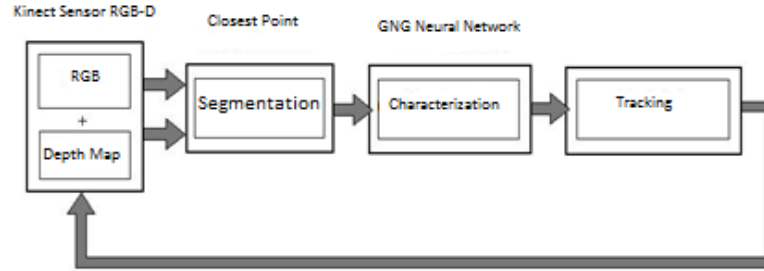 Kinect Sensor RGB-D
Closest Point
GNG Neural Network
RGB
+
Depth Map
Segmentation
Characterization
Tracking